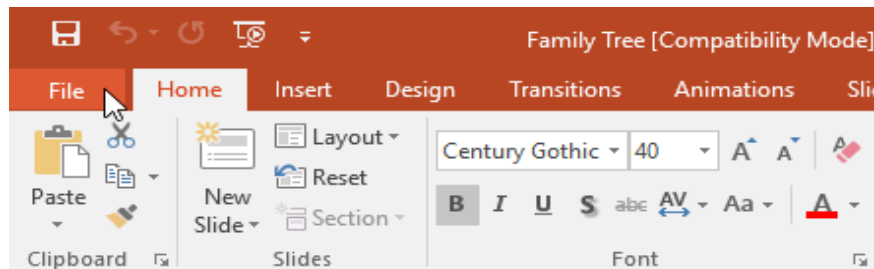 Family Tree [Compatibility Mode]
File Home Insert Design Transitions Animations
Layout
Century Gothic 40 A A
Reset
Paste New B I U S abc AV Aa A
Slide Section
Clipboard Slides Font